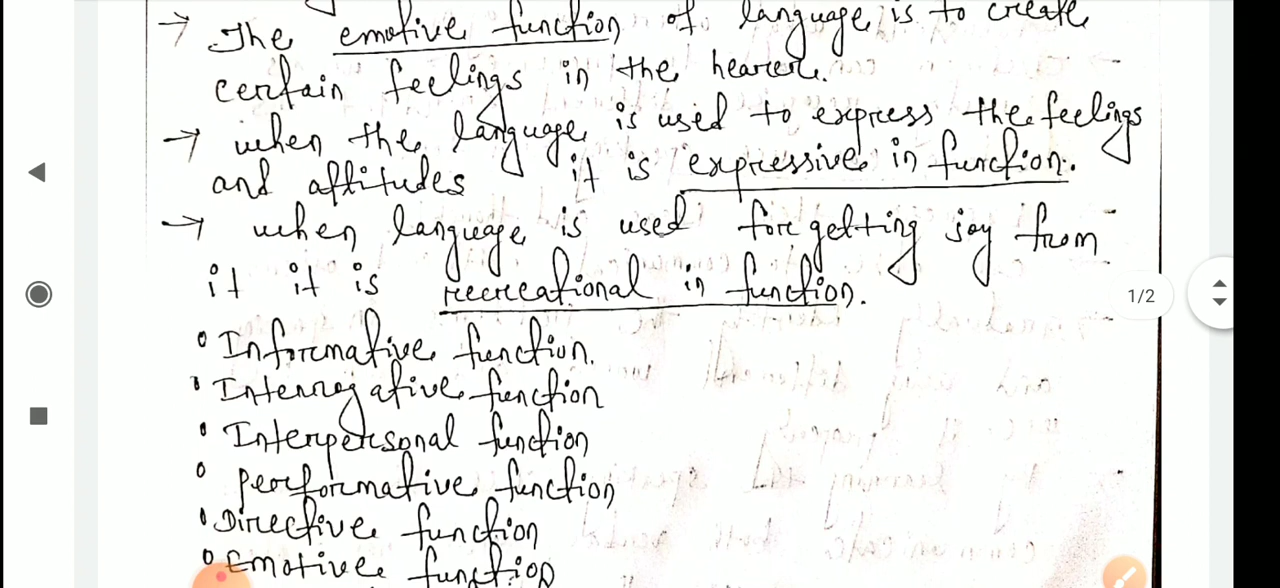 → The emotive function of language is to create
certain feelings in the hearer.
→ when the language is used to express the feelings
and attitudes it is expressive in function.
→ when language is used for getting joy from
it it is recreational in function.
1/2
• Informative function.
• Interrogative function
• Interpersonal function
• performative function
• Directive function
• Emotive function